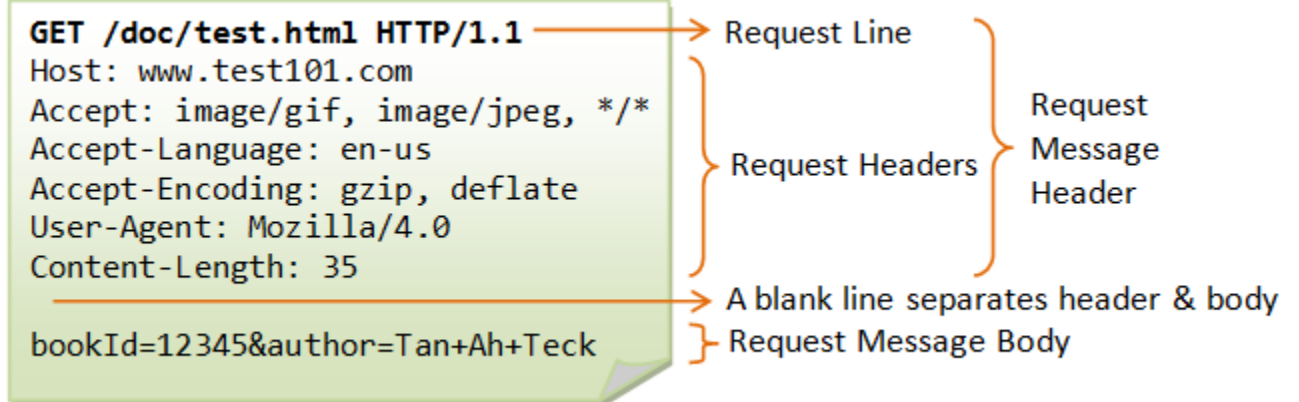 GET /doc/test.html HTTP/1.1
Host: www.test101.com
Accept: image/gif, image/jpeg, */*
Accept-Language: en-us
Accept-Encoding: gzip, deflate
User-Agent: Mozilla/4.0
Content-Length: 35
bookId=12345&author=Tan+Ah+Teck
Request Line
Request Headers
Request
Message
Header
A blank line separates header & body
Request Message Body